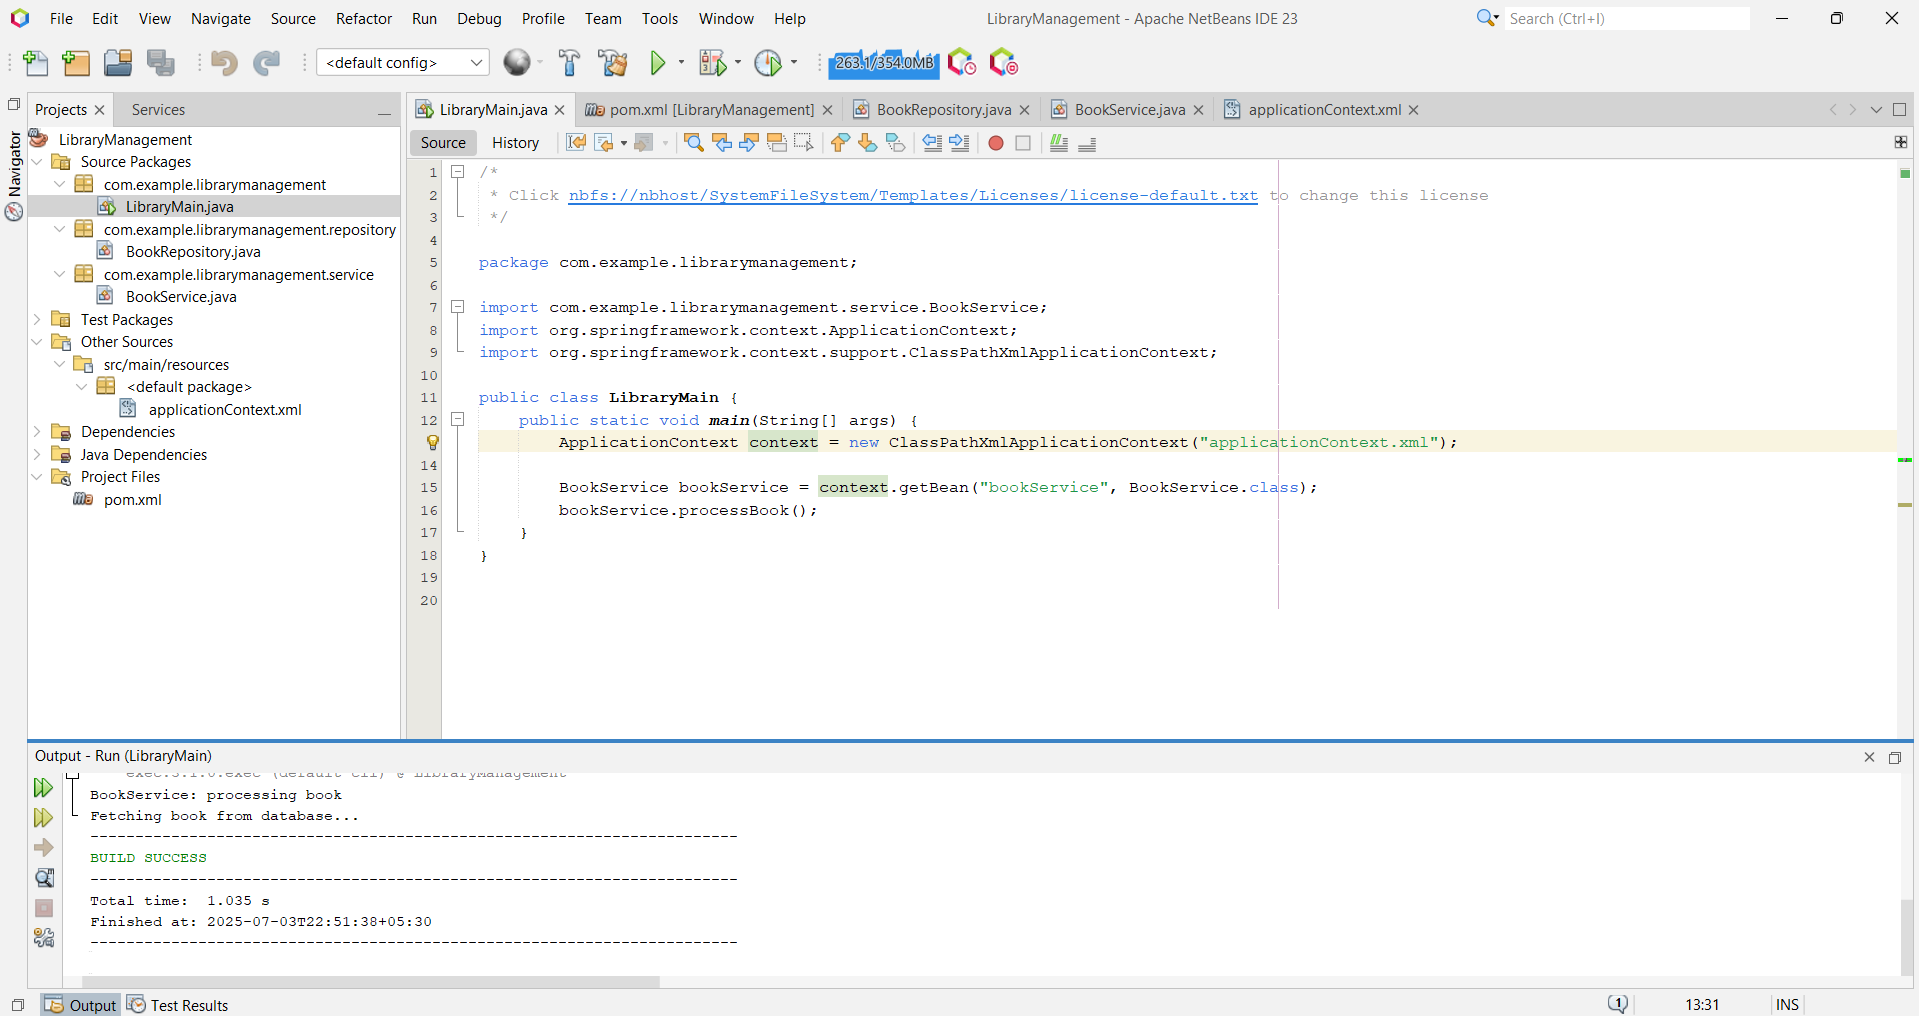 File Edit View Navigate Source Refactor Run Debug Profile Team Tools Window Help
LibraryManagement - Apache NetBeans IDE 23
Search (Ctrl+I)
<default config>
263.1/354.0MB
Projects
Services
Navigator
LibraryManagement
Source Packages
com.example.librarymanagement
LibraryMain.java
com.example.librarymanagement.repository
BookRepository.java
com.example.librarymanagement.service
BookService.java
Test Packages
Other Sources
src/main/resources
<default package>
applicationContext.xml
Dependencies
Java Dependencies
Project Files
pom.xml
LibraryMain.java
pom.xml [LibraryManagement]
BookRepository.java
BookService.java
applicationContext.xml
Source History
1 /*
2 * Click nbfs://nbhost/SystemFileSystem/Templates/Licenses/license-default.txt to change this license
3 */
4
5 package com.example.librarymanagement;
6
7 import com.example.librarymanagement.service.BookService;
8 import org.springframework.context.ApplicationContext;
9 import org.springframework.context.support.ClassPathXmlApplicationContext;
10
11 public class LibraryMain {
12 public static void main(String[] args) {
ApplicationContext context = new ClassPathXmlApplicationContext("applicationContext.xml");
14
15 BookService bookService = context.getBean("bookService", BookService.class);
16 bookService.processBook();
17 }
18 }
19
20
Output - Run (LibraryMain)
exec:3.1.0:exec (default-cli) @ LibraryManagement
BookService: processing book
Fetching book from database...
------------------------------------------------------------------------
BUILD SUCCESS
------------------------------------------------------------------------
Total time:  1.035 s
Finished at: 2025-07-03T22:51:38+05:30
------------------------------------------------------------------------
Output
Test Results
1
13:31
INS